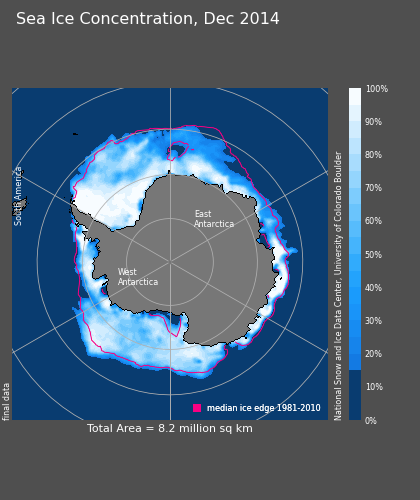 Sea Ice Concentration, Dec 2014
South America
East
Antarctica
West
Antarctica
final data
median ice edge 1981-2010
Total Area = 8.2 million sq km
National Snow and Ice Data Center, University of Colorado Boulder
100%
90%
80%
70%
60%
50%
40%
30%
20%
10%
0%